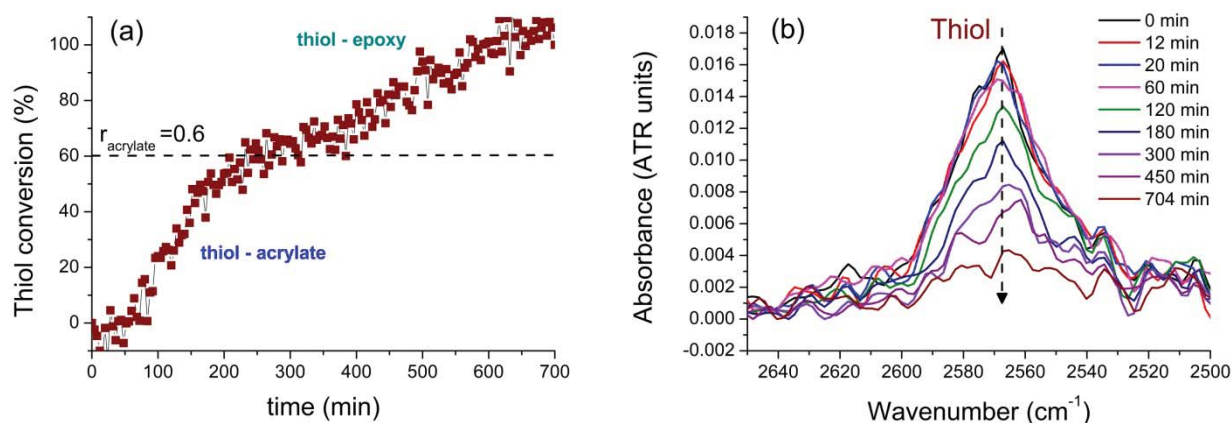 (a)
thiol - epoxy
r acrylate =0.6
thiol - acrylate
Thiol conversion (%)
100
80
60
40
20
0
0 100 200 300 400 500 600 700
time (min)
(b)
Thiol
0 min
12 min
20 min
60 min
120 min
180 min
300 min
450 min
704 min
Absorbance (ATR units)
0.018
0.016
0.014
0.012
0.010
0.008
0.006
0.004
0.002
0.000
-0.002
2640 2620 2600 2580 2560 2540 2520 2500
Wavenumber (cm⁻¹)